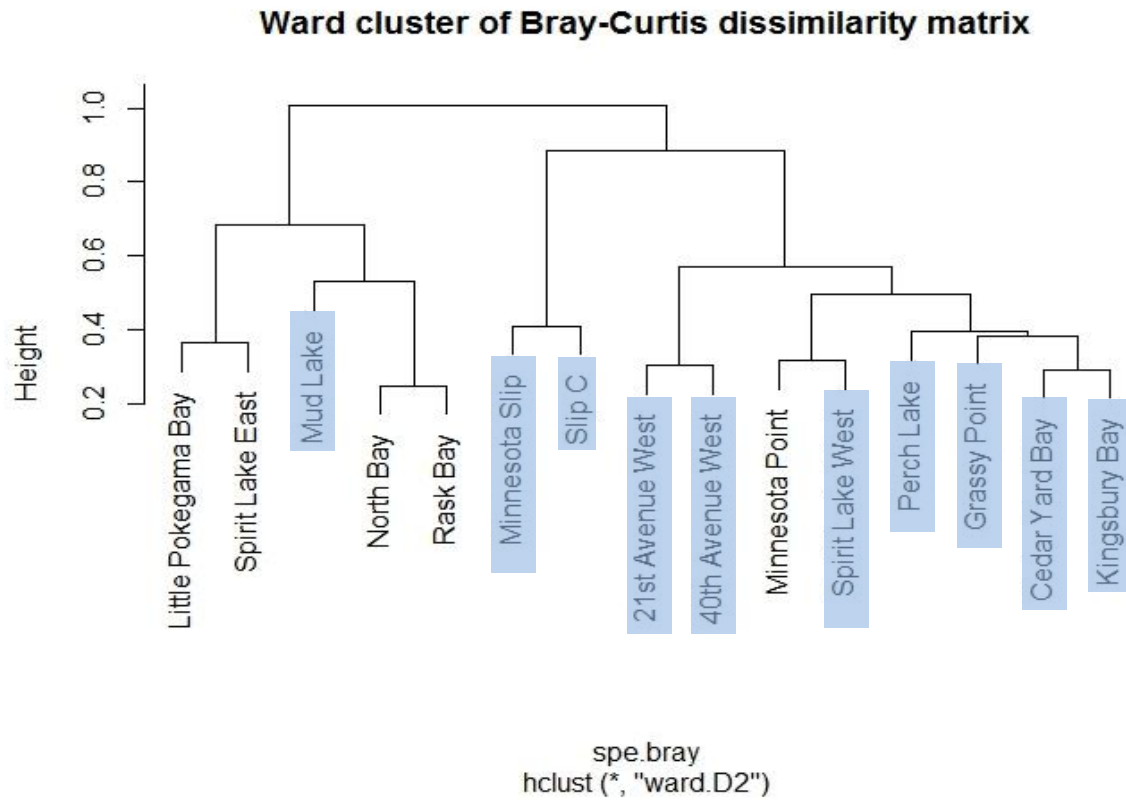 Ward cluster of Bray-Curtis dissimilarity matrix
Height
1.0
0.8
0.6
0.4
0.2
Little Pokegama Bay
Spirit Lake East
Mud Lake
North Bay
Rask Bay
Minnesota Slip
Slip C
21st Avenue West
40th Avenue West
Minnesota Point
Spirit Lake West
Perch Lake
Grassy Point
Cedar Yard Bay
Kingsbury Bay
spe.bray
hclust (*, "ward.D2")